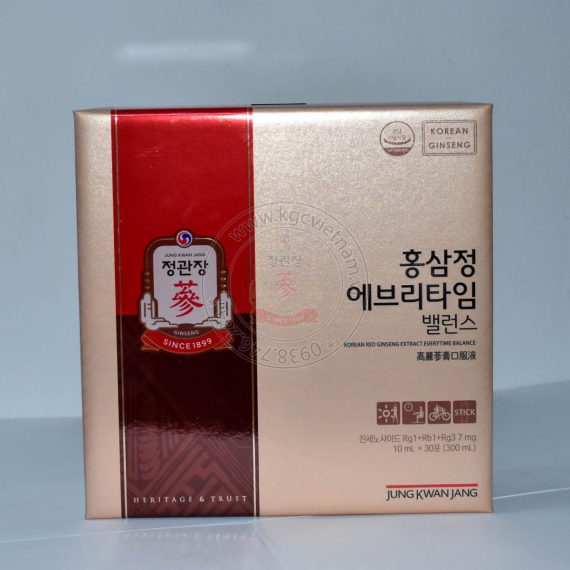 KOREAN
GINSENG
JUNG KWAN JANG
정관장
蔘
GINSENG
SINCE1899
www.kgcvietnam.
홍삼정
에브리타임
밸런스
KOREAN RED GINSENG EXTRACT EVERYTIME BALANCE
高麗蔘膏口服液
STICK
진세노사이드 Rg1+Rb1+Rg3 7 mg
10 mL × 30포 (300 mL)
HERITAGE & TRUST
JUNG KWAN JANG